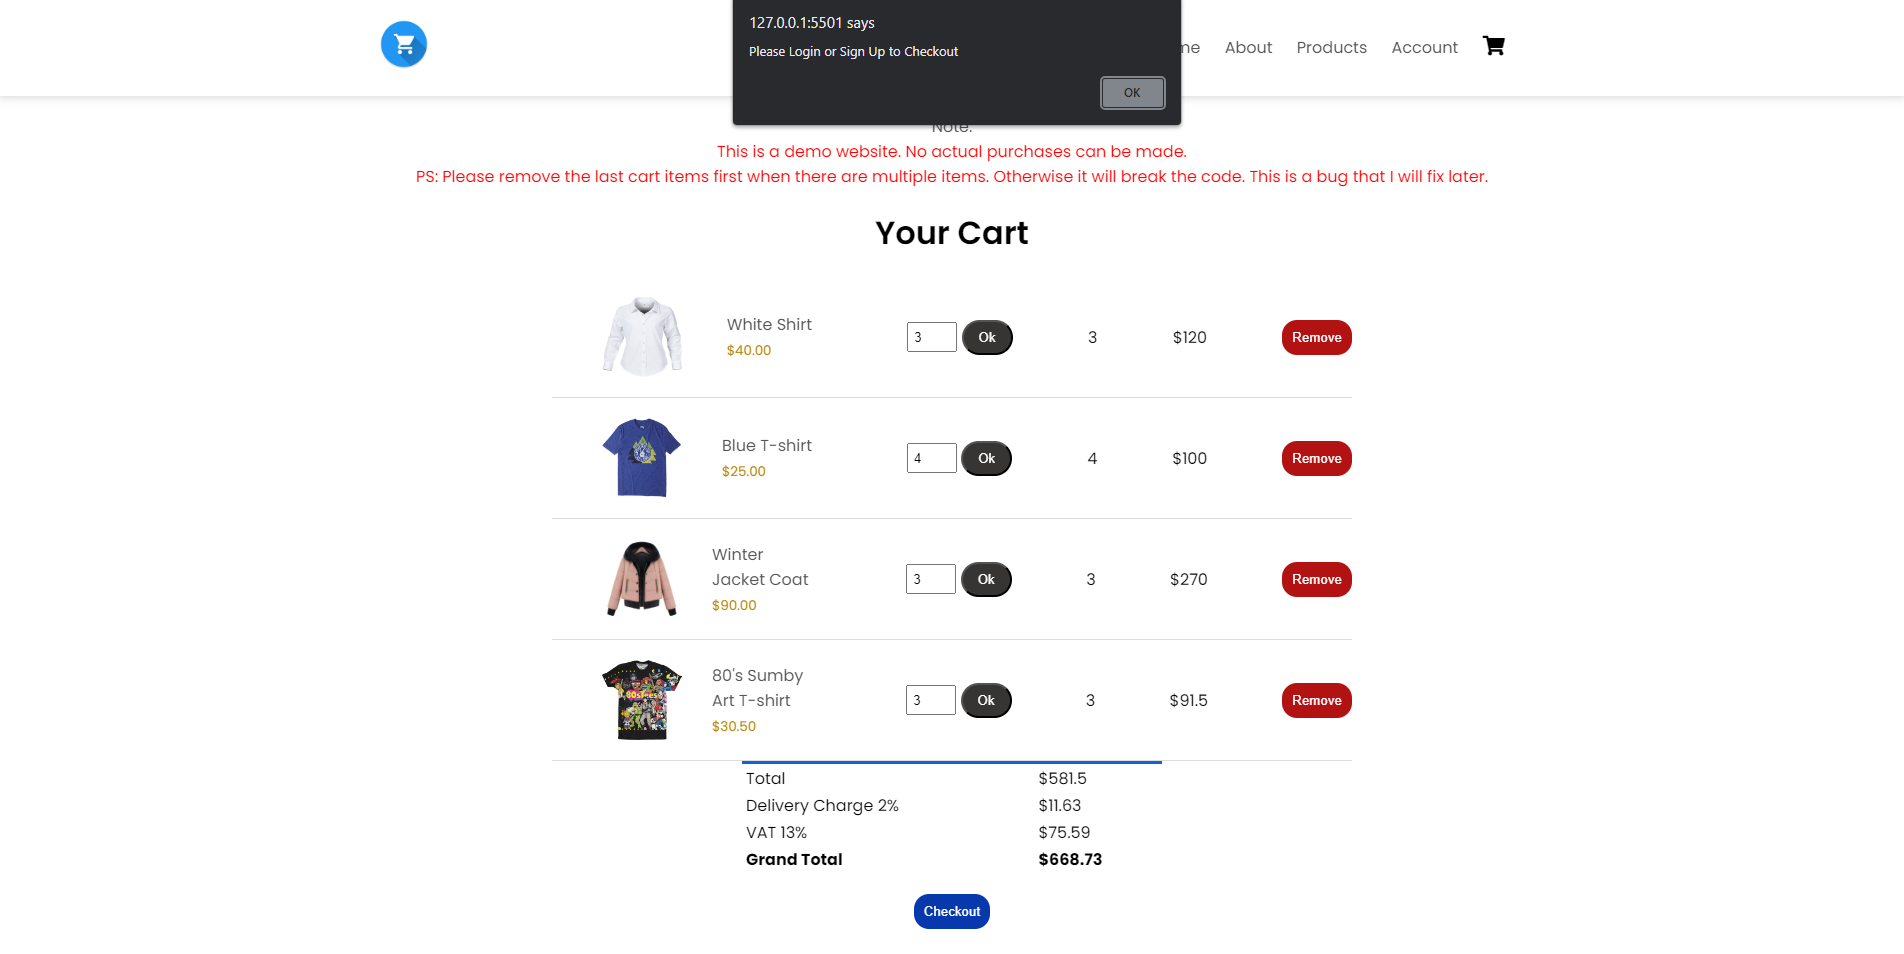 127.0.0.1:5501 says
Please Login or Sign Up to Checkout
OK
About Products Account
Note:
This is a demo website. No actual purchases can be made.
PS: Please remove the last cart items first when there are multiple items. Otherwise it will break the code. This is a bug that I will fix later.
Your Cart
White Shirt
$40.00
3 Ok 3 $120 Remove
Blue T-shirt
$25.00
4 Ok 4 $100 Remove
Winter
Jacket Coat
$90.00
3 Ok 3 $270 Remove
80's Sumby
Art T-shirt
$30.50
3 Ok 3 $91.5 Remove
80sTees
Total $581.5
Delivery Charge 2% $11.63
VAT 13% $75.59
Grand Total $668.73
Checkout